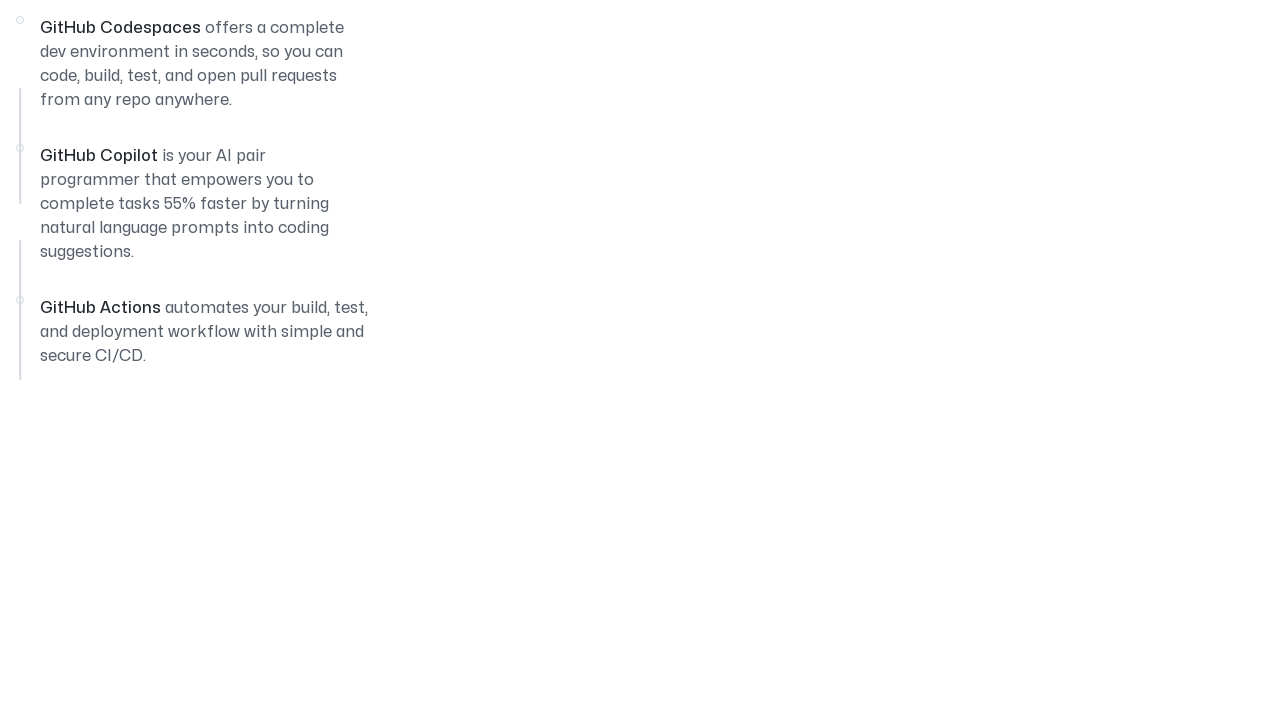 GitHub Codespaces offers a complete
dev environment in seconds, so you can
code, build, test, and open pull requests
from any repo anywhere.
GitHub Copilot is your AI pair
programmer that empowers you to
complete tasks 55% faster by turning
natural language prompts into coding
suggestions.
GitHub Actions automates your build, test,
and deployment workflow with simple and
secure CI/CD.